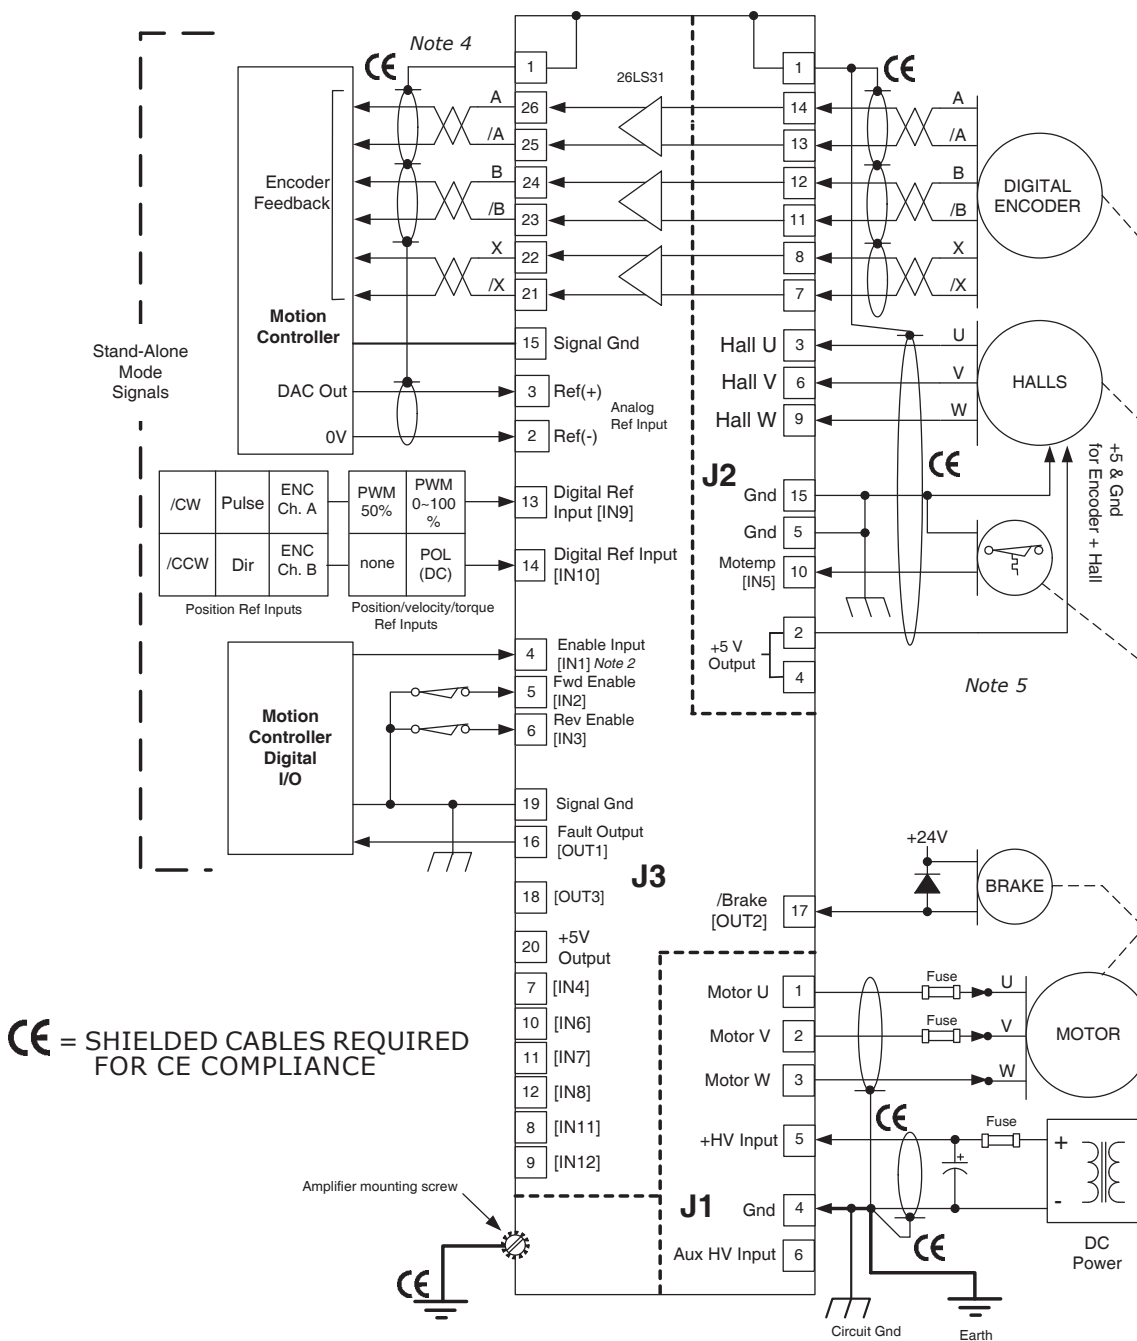 Note 4
CE
1
26LS31
1
CE
A
26
14
A
/A
25
13
/A
Encoder
Feedback
B
24
12
B
/B
23
11
/B
DIGITAL
ENCODER
X
22
8
X
/X
21
7
/X
Motion
Controller
15
Signal Gnd
Hall U
3
U
Hall V
6
V
Hall W
9
W
HALLS
Stand-Alone
Mode
Signals
DAC Out
3
Ref(+)
Analog
Ref Input
0V
2
Ref(-)
J2
CE
+5 & Gnd
for Encoder + Hall
/CW
Pulse
ENC
Ch. A
PWM
50%
PWM
0~100
%
13
Digital Ref
Input [IN9]
/CCW
Dir
ENC
Ch. B
none
POL
(DC)
14
Digital Ref Input
[IN10]
Position Ref Inputs
Position/velocity/torque
Ref Inputs
Gnd
15
Gnd
5
Motemp
[IN5]
10
+5 V
Output
2
4
Note 5
4
Enable Input
[IN1] Note 2
5
Fwd Enable
[IN2]
6
Rev Enable
[IN3]
Motion
Controller
Digital
I/O
19
Signal Gnd
16
Fault Output
[OUT1]
J3
18
[OUT3]
20
+5V
Output
7
[IN4]
10
[IN6]
11
[IN7]
12
[IN8]
8
[IN11]
9
[IN12]
+24V
BRAKE
/Brake
[OUT2]
17
Motor U
1
Fuse
U
Motor V
2
Fuse
V
Motor W
3
W
MOTOR
CE
+HV Input
5
Fuse
+
+
-
DC
Power
J1
Gnd
4
CE
Aux HV Input
6
Circuit Gnd
Earth
CE = SHIELDED CABLES REQUIRED
FOR CE COMPLIANCE
Amplifier mounting screw
CE